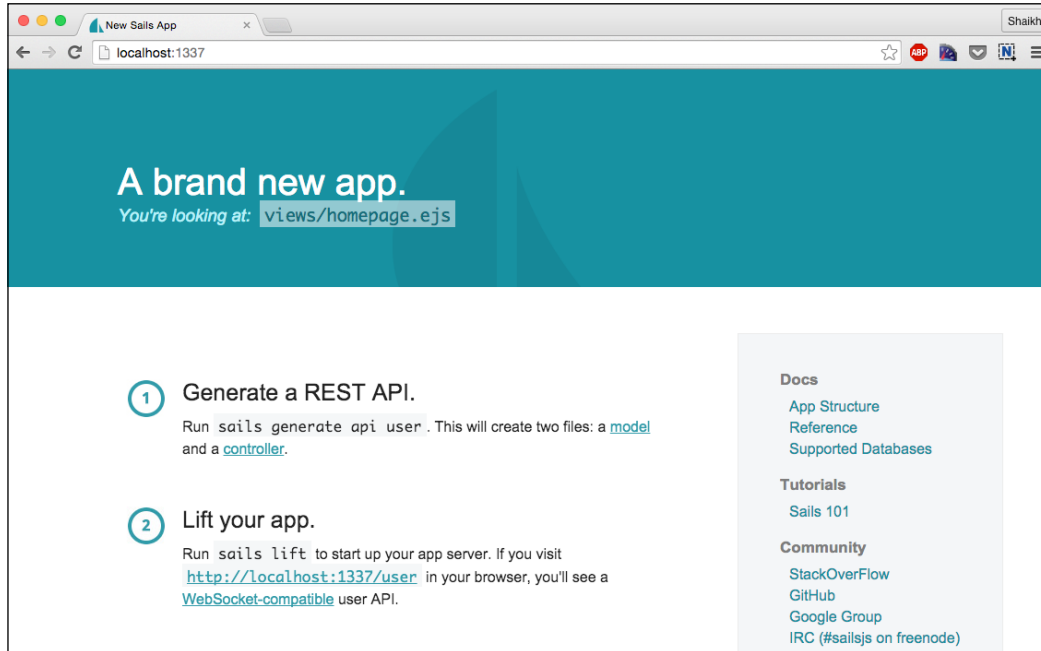 New Sails App
Shaikh
localhost:1337
ABP
N
A brand new app.
You're looking at: views/homepage.ejs
1
Generate a REST API.
Run sails generate api user . This will create two files: a model
and a controller.
2
Lift your app.
Run sails lift to start up your app server. If you visit
http://localhost:1337/user in your browser, you'll see a
WebSocket-compatible user API.
Docs
App Structure
Reference
Supported Databases
Tutorials
Sails 101
Community
StackOverFlow
GitHub
Google Group
IRC (#sailsjs on freenode)